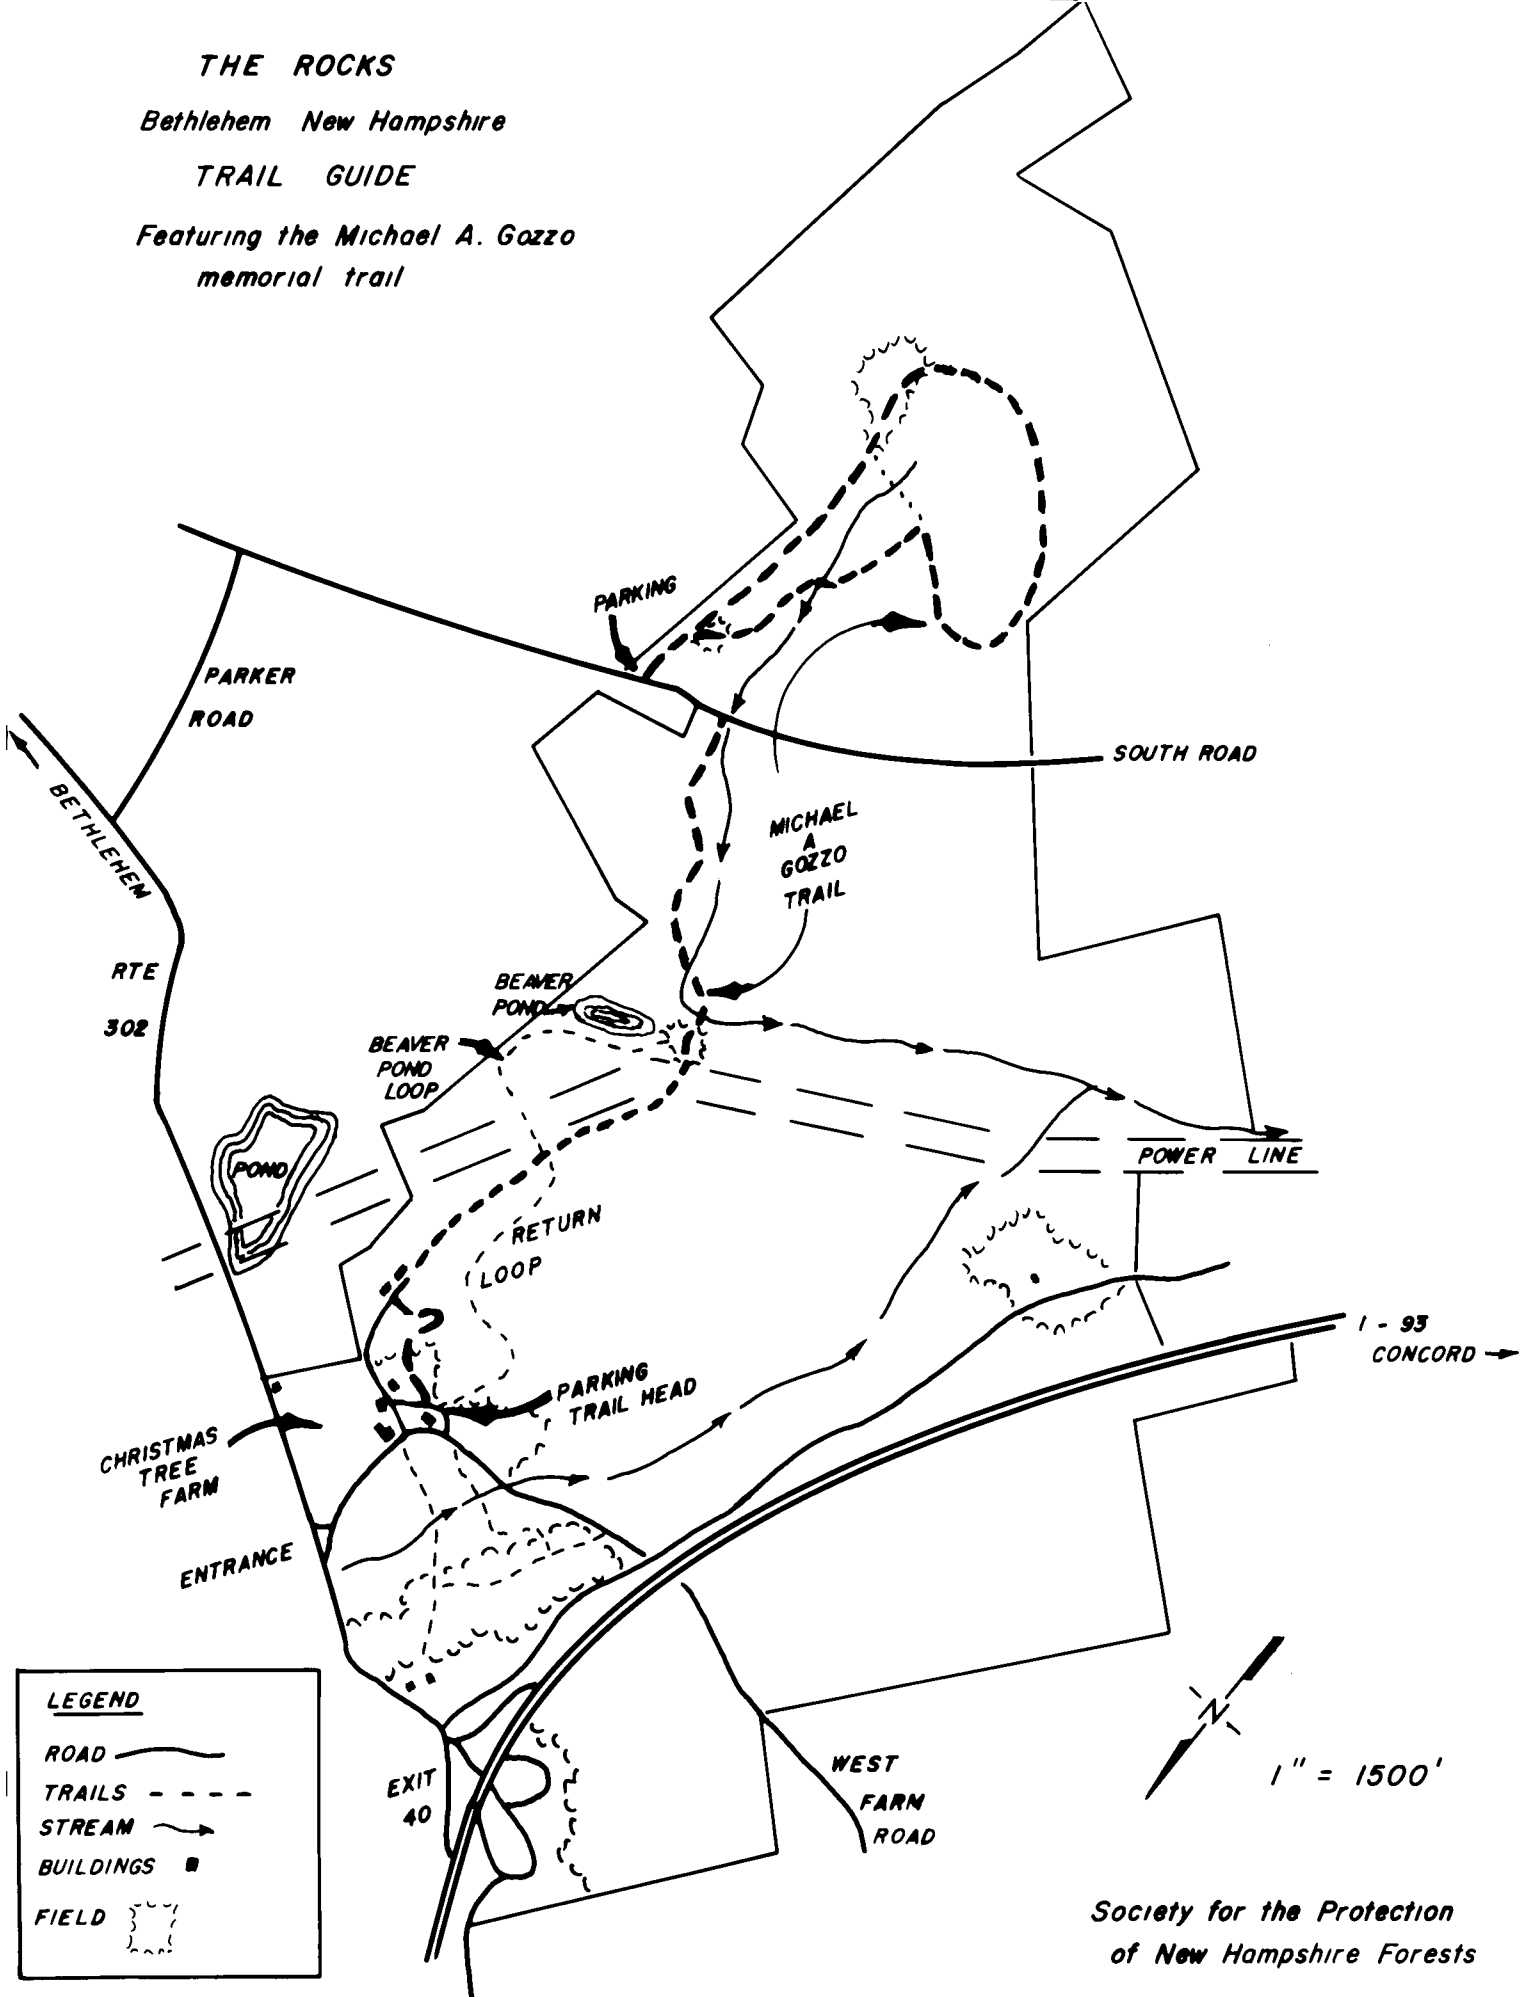 THE ROCKS
Bethlehem New Hampshire
TRAIL GUIDE
Featuring the Michael A. Gozzo
memorial trail
PARKING
PARKER
ROAD
SOUTH ROAD
BETHLEHEM
MICHAEL
A
GOZZO
TRAIL
RTE
302
BEAVER
POND
BEAVER
POND
LOOP
POND
POWER LINE
RETURN
LOOP
I - 93
CONCORD
PARKING
TRAIL HEAD
CHRISTMAS
TREE
FARM
ENTRANCE
EXIT
40
WEST
FARM
ROAD
N
1" = 1500'
LEGEND
ROAD
TRAILS
STREAM
BUILDINGS
FIELD
Society for the Protection
of New Hampshire Forests